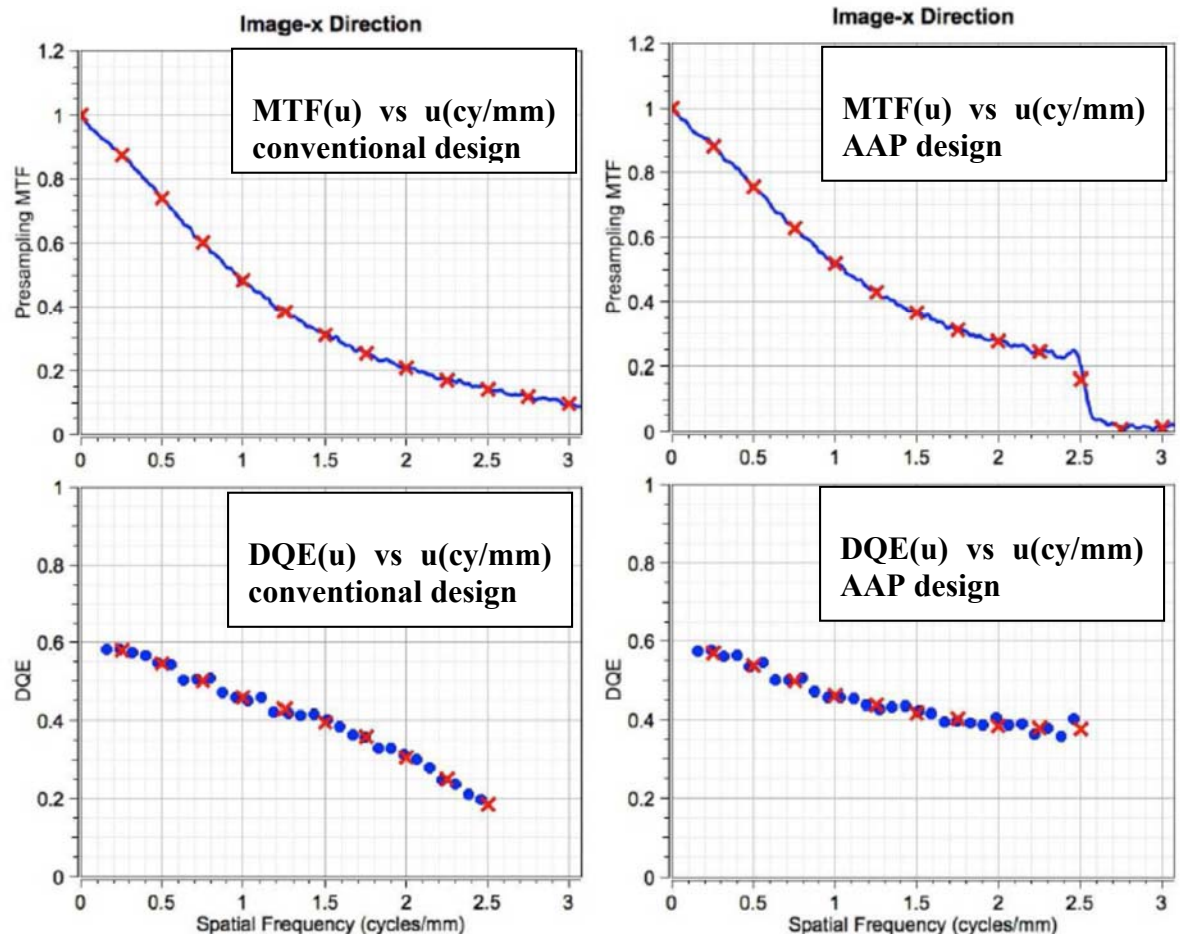 Image-x Direction
1.2
1
0.8
0.6
0.4
0.2
0
Presampling MTF
MTF(u) vs u(cy/mm)
conventional design
0 0.5 1 1.5 2 2.5 3
Image-x Direction
1.2
1
0.8
0.6
0.4
0.2
0
Presampling MTF
MTF(u) vs u(cy/mm)
AAP design
0 0.5 1 1.5 2 2.5 3
1
0.8
0.6
0.4
0.2
0
DQE
DQE(u) vs u(cy/mm)
conventional design
0 0.5 1 1.5 2 2.5 3
Spatial Frequency (cycles/mm)
1
0.8
0.6
0.4
0.2
0
DQE
DQE(u) vs u(cy/mm)
AAP design
0 0.5 1 1.5 2 2.5 3
Spatial Frequency (cycles/mm)